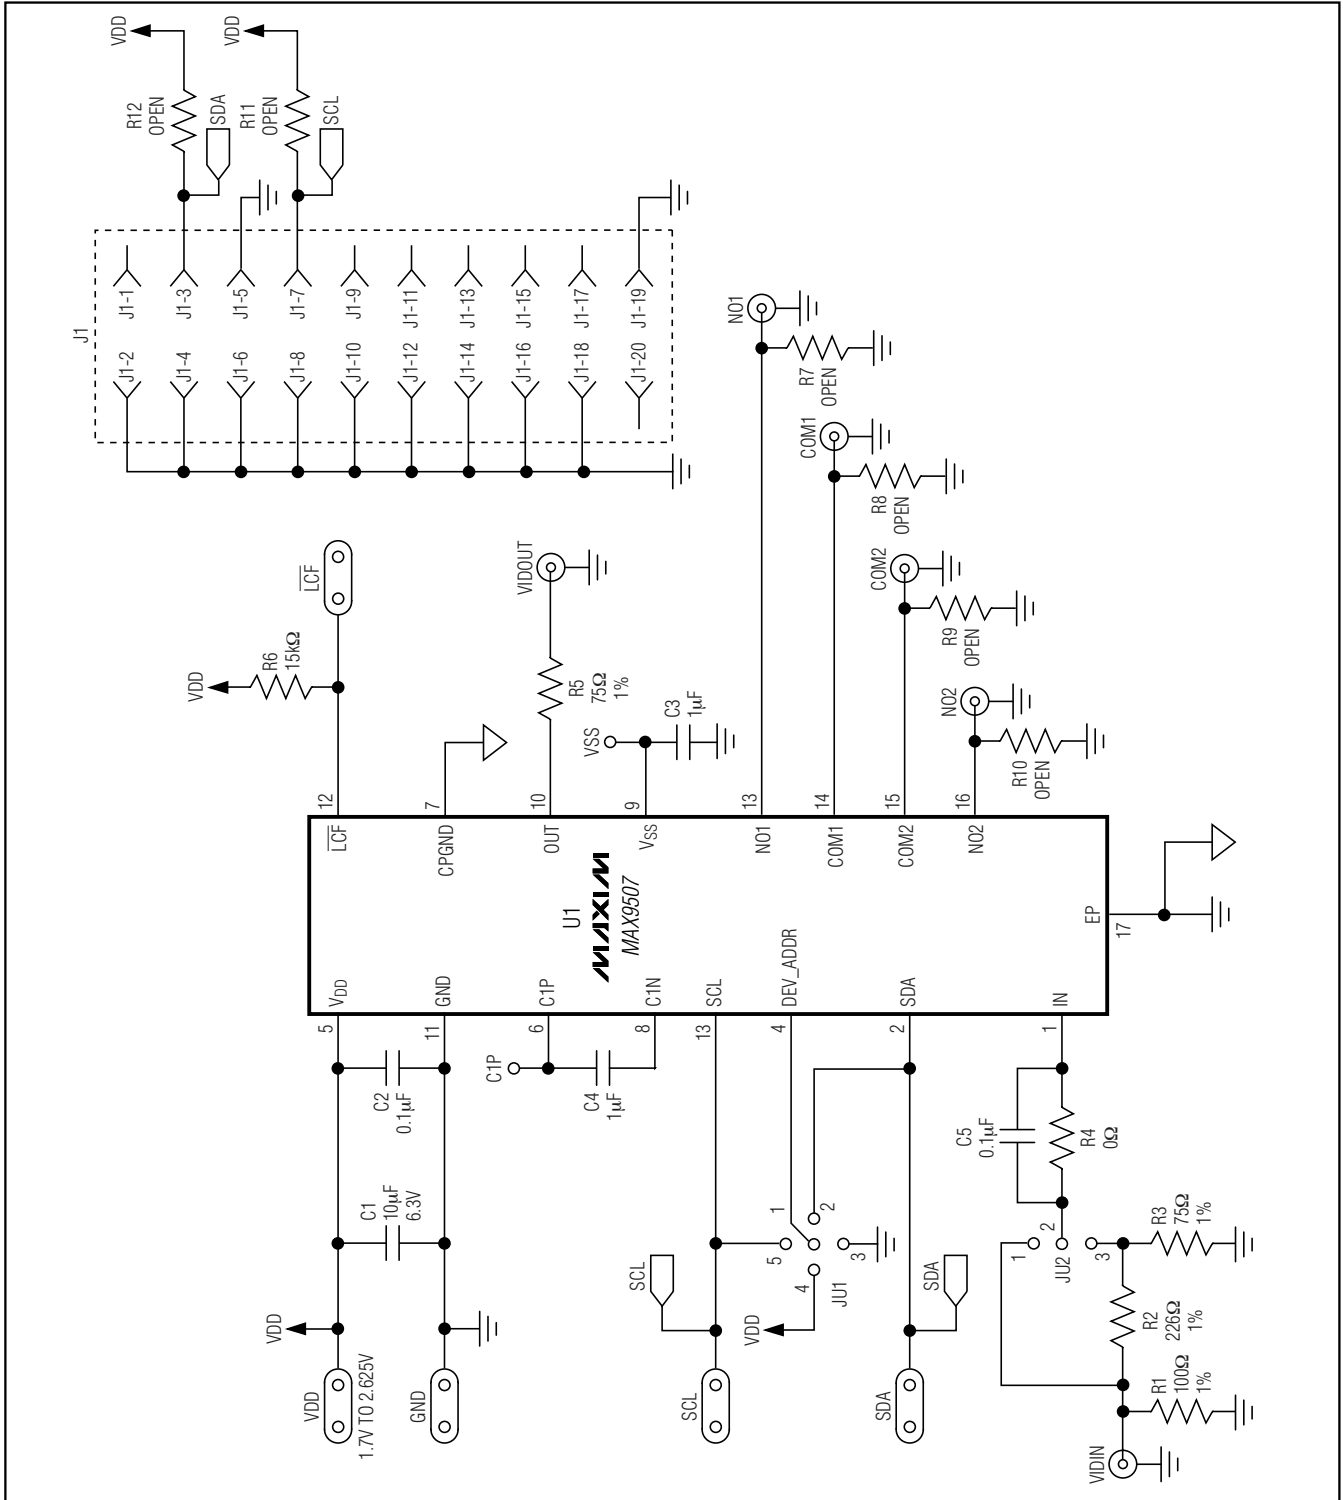 VDD
VDD
R12
OPEN
SDA
R11
OPEN
SCL
J1
J1-1
J1-3
J1-5
J1-7
J1-9
J1-11
J1-13
J1-15
J1-17
J1-19
J1-2
J1-4
J1-6
J1-8
J1-10
J1-12
J1-14
J1-16
J1-18
J1-20
NO1
R7
OPEN
COM1
R8
OPEN
COM2
R9
OPEN
NO2
R10
OPEN
LCF
VDD
R6
15kΩ
VIDOUT
R5
75Ω
1%
VSS
C3
1µF
12
7
10
9
13
14
15
16
LCF
CPGND
OUT
VSS
NO1
COM1
COM2
NO2
U1
MAXIM
MAX9507
EP
17
VDD
GND
C1P
C1N
SCL
DEV_ADDR
SDA
IN
5
11
6
8
13
4
2
1
C1P
C2
0.1µF
C4
1µF
C1
10µF
6.3V
C5
0.1µF
R4
0Ω
1
2
3
4
5
JU1
VDD
SCL
SDA
1
2
3
JU2
R3
75Ω
1%
R2
226Ω
1%
R1
100Ω
1%
VDD
VDD
1.7V TO 2.625V
GND
SCL
SDA
VIDIN